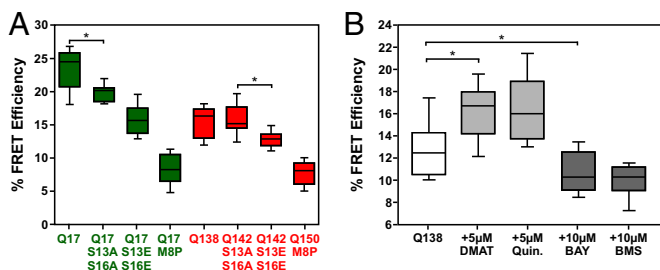 A
% FRET Efficiency
30
25
20
15
10
5
0
*
*
Q17
Q17
S13A
S16A
Q17
S13E
S16E
Q17
M8P
Q138
Q142
S13A
S16A
Q142
S13E
S16E
Q150
M8P
B
% FRET Efficiency
24
22
20
18
16
14
12
10
8
6
*
*
Q138
+5µM
DMAT
+5µM
Quin.
+10µM
BAY
+10µM
BMS